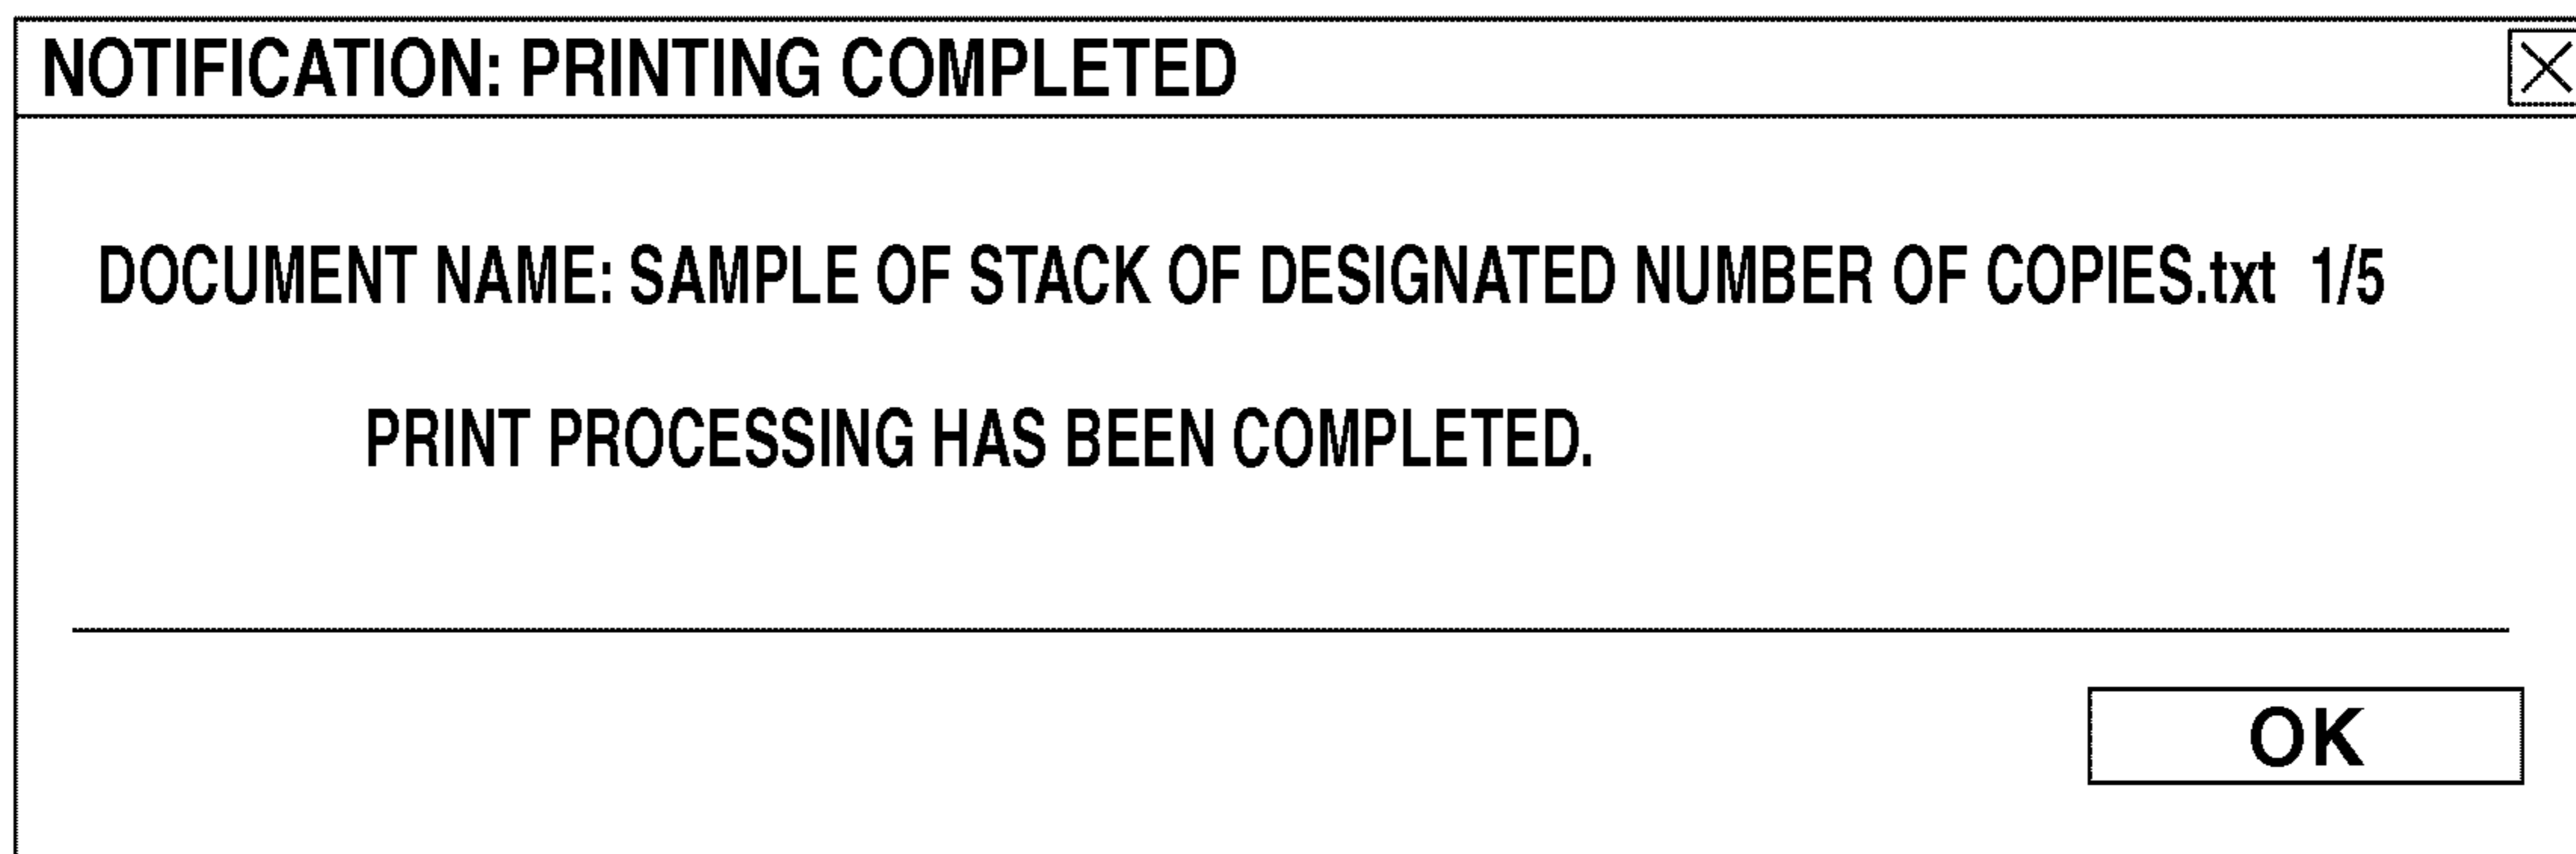 NOTIFICATION: PRINTING COMPLETED
DOCUMENT NAME: SAMPLE OF STACK OF DESIGNATED NUMBER OF COPIES.txt 1/5
PRINT PROCESSING HAS BEEN COMPLETED.
OK